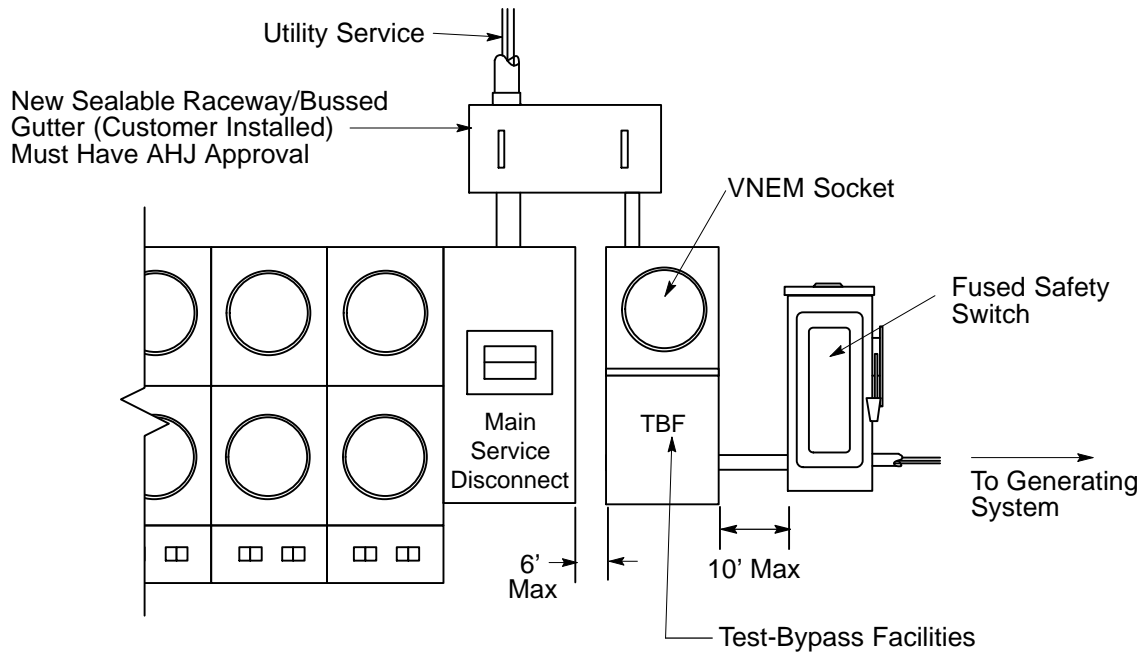 Utility Service
New Sealable Raceway/Bussed
Gutter (Customer Installed)
Must Have AHJ Approval
VNEM Socket
Fused Safety
Switch
Main
Service
Disconnect
TBF
To Generating
System
6'
Max
10' Max
Test-Bypass Facilities